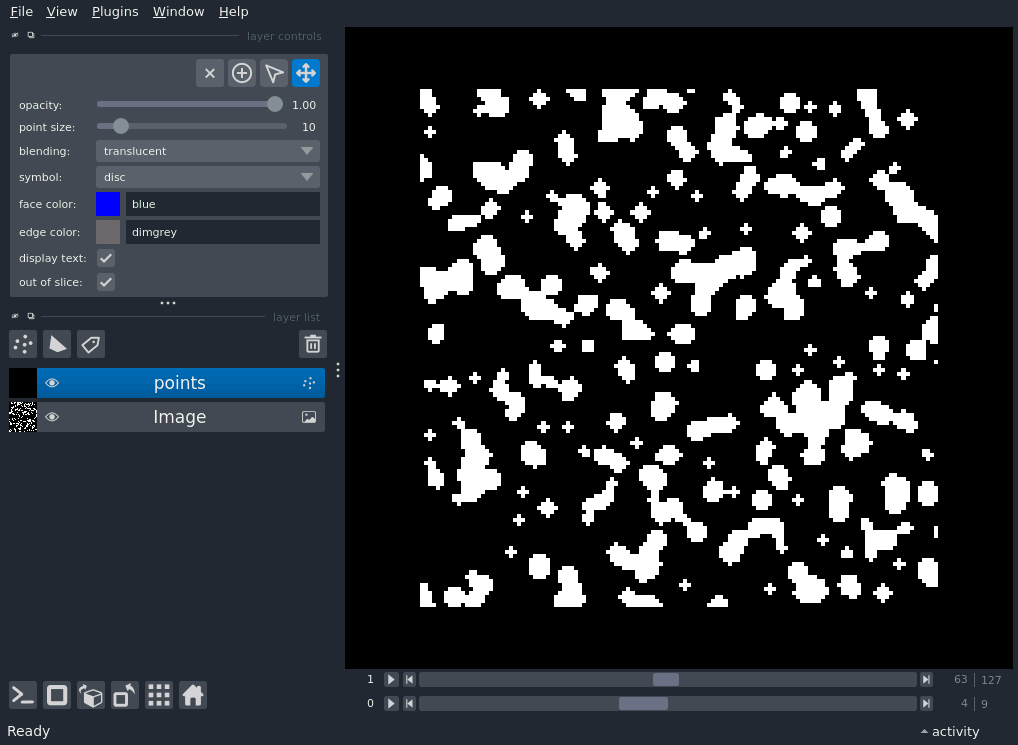 File View Plugins Window Help
layer controls
opacity: 1.00
point size: 10
blending: translucent
symbol: disc
face color: blue
edge color: dimgrey
display text:
out of slice:
layer list
points
Image
1 63 127
0 4 9
Ready activity